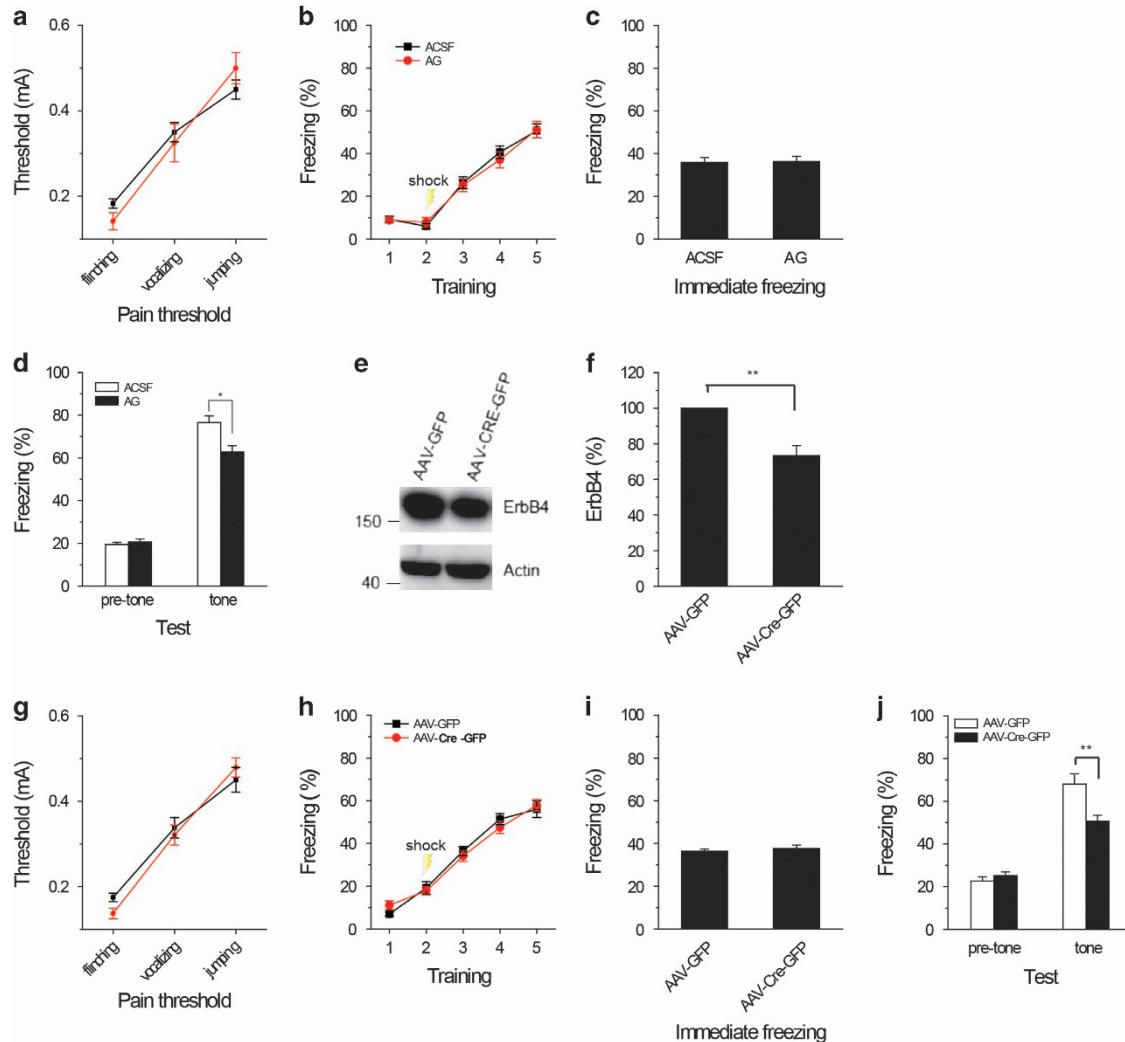 a
0.6
0.4
0.2
Threshold (mA)
flinching
vocalizing
jumping
Pain threshold
b
100
80
60
40
20
0
Freezing (%)
ACSF
AG
shock
1 2 3 4 5
Training
c
100
80
60
40
20
0
Freezing (%)
ACSF AG
Immediate freezing
d
100
80
60
40
20
0
Freezing (%)
ACSF
AG
*
pre-tone tone
Test
e
AAV-GFP
AAV-CRE-GFP
150
ErbB4
40
Actin
f
120
100
80
60
40
20
0
ErbB4 (%)
**
AAV-GFP
AAV-Cre-GFP
g
0.6
0.4
0.2
Threshold (mA)
flinching
vocalizing
jumping
Pain threshold
h
100
80
60
40
20
0
Freezing (%)
AAV-GFP
AAV-Cre -GFP
shock
1 2 3 4 5
Training
i
100
80
60
40
20
0
Freezing (%)
AAV-GFP
AAV-Cre-GFP
Immediate freezing
j
100
80
60
40
20
0
Freezing (%)
AAV-GFP
AAV-Cre-GFP
**
pre-tone tone
Test